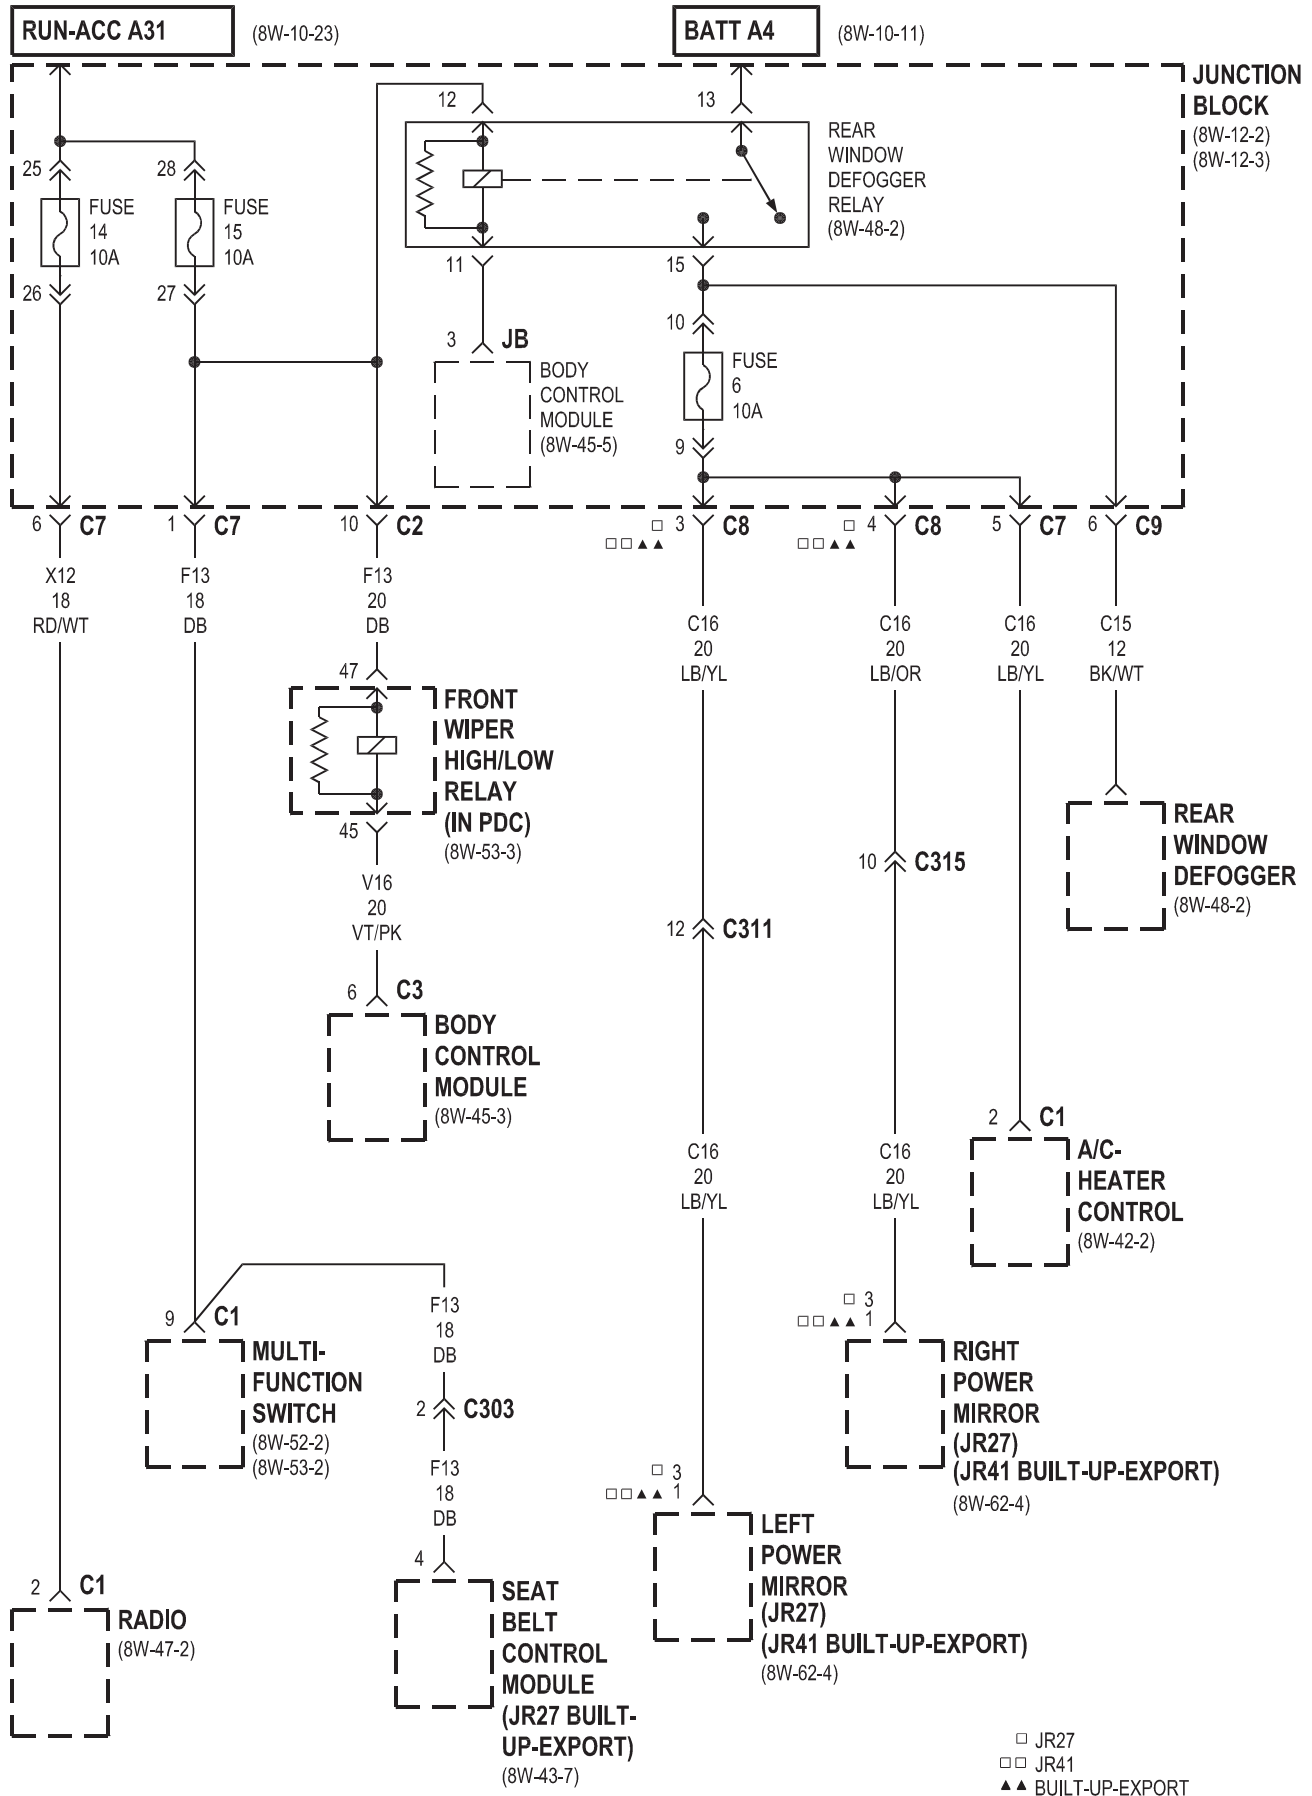 RUN-ACC A31
(8W-10-23)
BATT A4
(8W-10-11)
JUNCTION
BLOCK
(8W-12-2)
(8W-12-3)
12
13
REAR
WINDOW
DEFOGGER
RELAY
(8W-48-2)
25
28
FUSE
14
10A
FUSE
15
10A
26
27
11
15
10
3 JB
BODY
CONTROL
MODULE
(8W-45-5)
FUSE
6
10A
9
6 C7
1 C7
10 C2
□ 3 C8
□□▲▲
□ 4 C8
□□▲▲
5 C7
6 C9
X12
18
RD/WT
F13
18
DB
F13
20
DB
C16
20
LB/YL
C16
20
LB/OR
C16
20
LB/YL
C15
12
BK/WT
47
FRONT
WIPER
HIGH/LOW
RELAY
(IN PDC)
(8W-53-3)
45
REAR
WINDOW
DEFOGGER
(8W-48-2)
V16
20
VT/PK
10 C315
12 C311
6 C3
BODY
CONTROL
MODULE
(8W-45-3)
2 C1
A/C-
HEATER
CONTROL
(8W-42-2)
C16
20
LB/YL
C16
20
LB/YL
□ 3
□□▲▲ 1
RIGHT
POWER
MIRROR
(JR27)
(JR41 BUILT-UP-EXPORT)
(8W-62-4)
9 C1
MULTI-
FUNCTION
SWITCH
(8W-52-2)
(8W-53-2)
F13
18
DB
2 C303
F13
18
DB
□ 3
□□▲▲ 1
LEFT
POWER
MIRROR
(JR27)
(JR41 BUILT-UP-EXPORT)
(8W-62-4)
2 C1
RADIO
(8W-47-2)
4
SEAT
BELT
CONTROL
MODULE
(JR27 BUILT-
UP-EXPORT)
(8W-43-7)
□ JR27
□□ JR41
▲▲ BUILT-UP-EXPORT